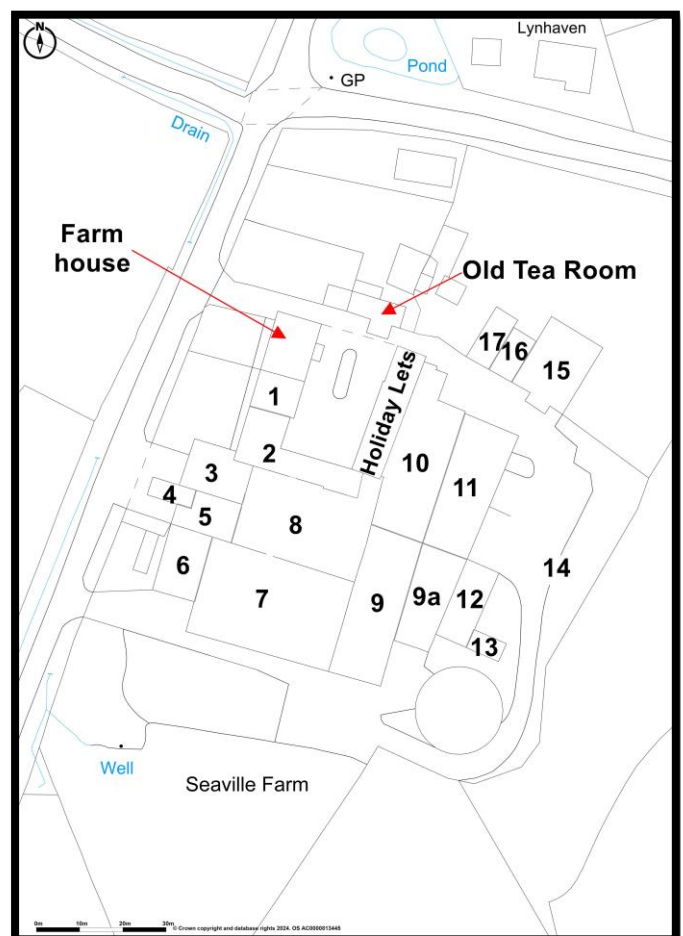 N
Lynhaven
Pond
GP
Drain
Farm
house
Old Tea Room
17
16
15
1
Holiday Lets
2
10
3
11
4
5
8
6
14
7
9
9a
12
13
Well
Seaville Farm
0m 10m 20m 30m
© Crown copyright and database rights 2024. OS AC0000813445